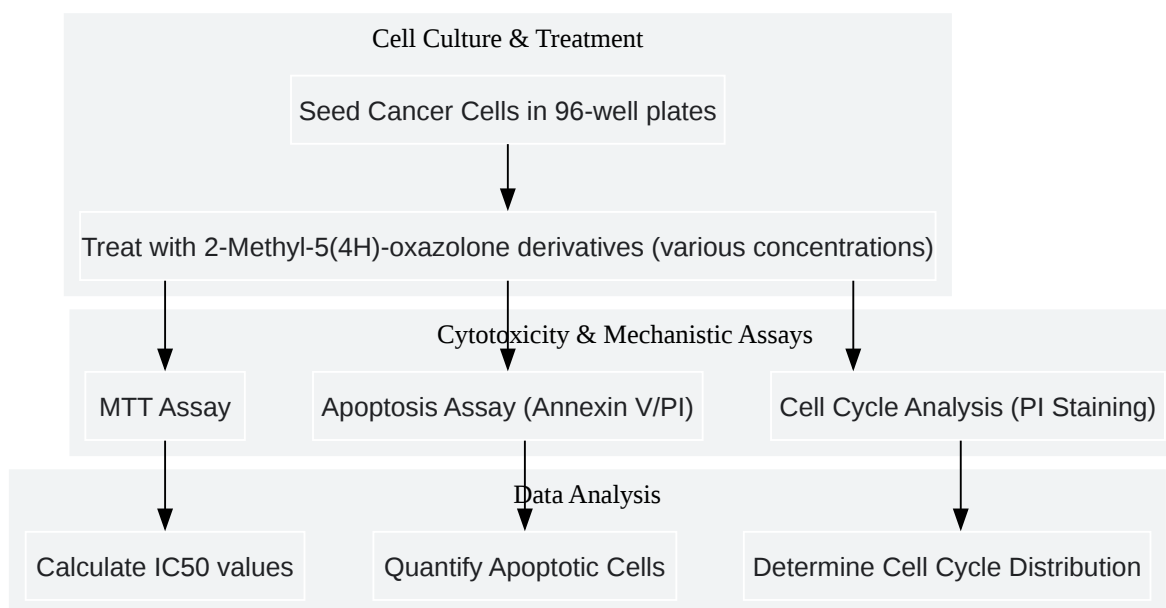 Cell Culture & Treatment
Seed Cancer Cells in 96-well plates
Treat with 2-Methyl-5(4H)-oxazolone derivatives (various concentrations)
Cytotoxicity & Mechanistic Assays
MTT Assay
Apoptosis Assay (Annexin V/PI)
Cell Cycle Analysis (PI Staining)
Data Analysis
Calculate IC50 values
Quantify Apoptotic Cells
Determine Cell Cycle Distribution